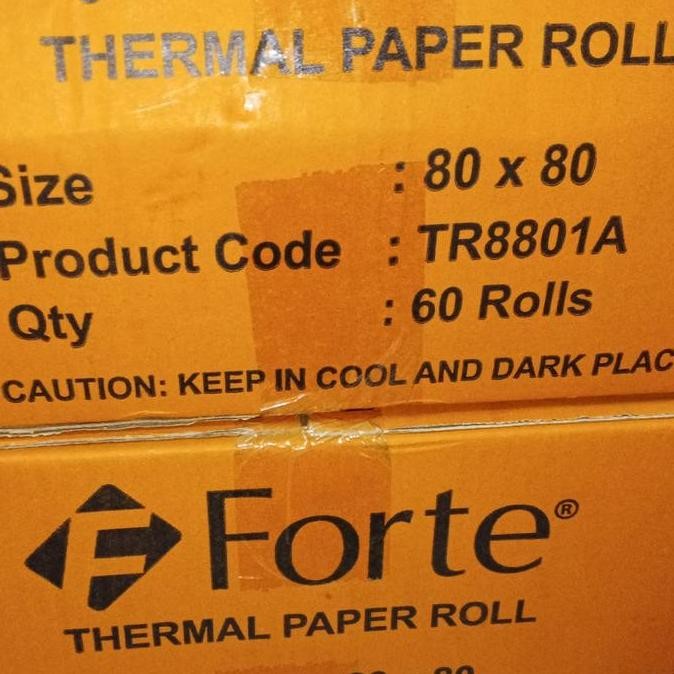 THERMAL PAPER ROLL
Size : 80 x 80
Product Code : TR8801A
Qty : 60 Rolls
CAUTION: KEEP IN COOL AND DARK PLAC
F Forte®
THERMAL PAPER ROLL